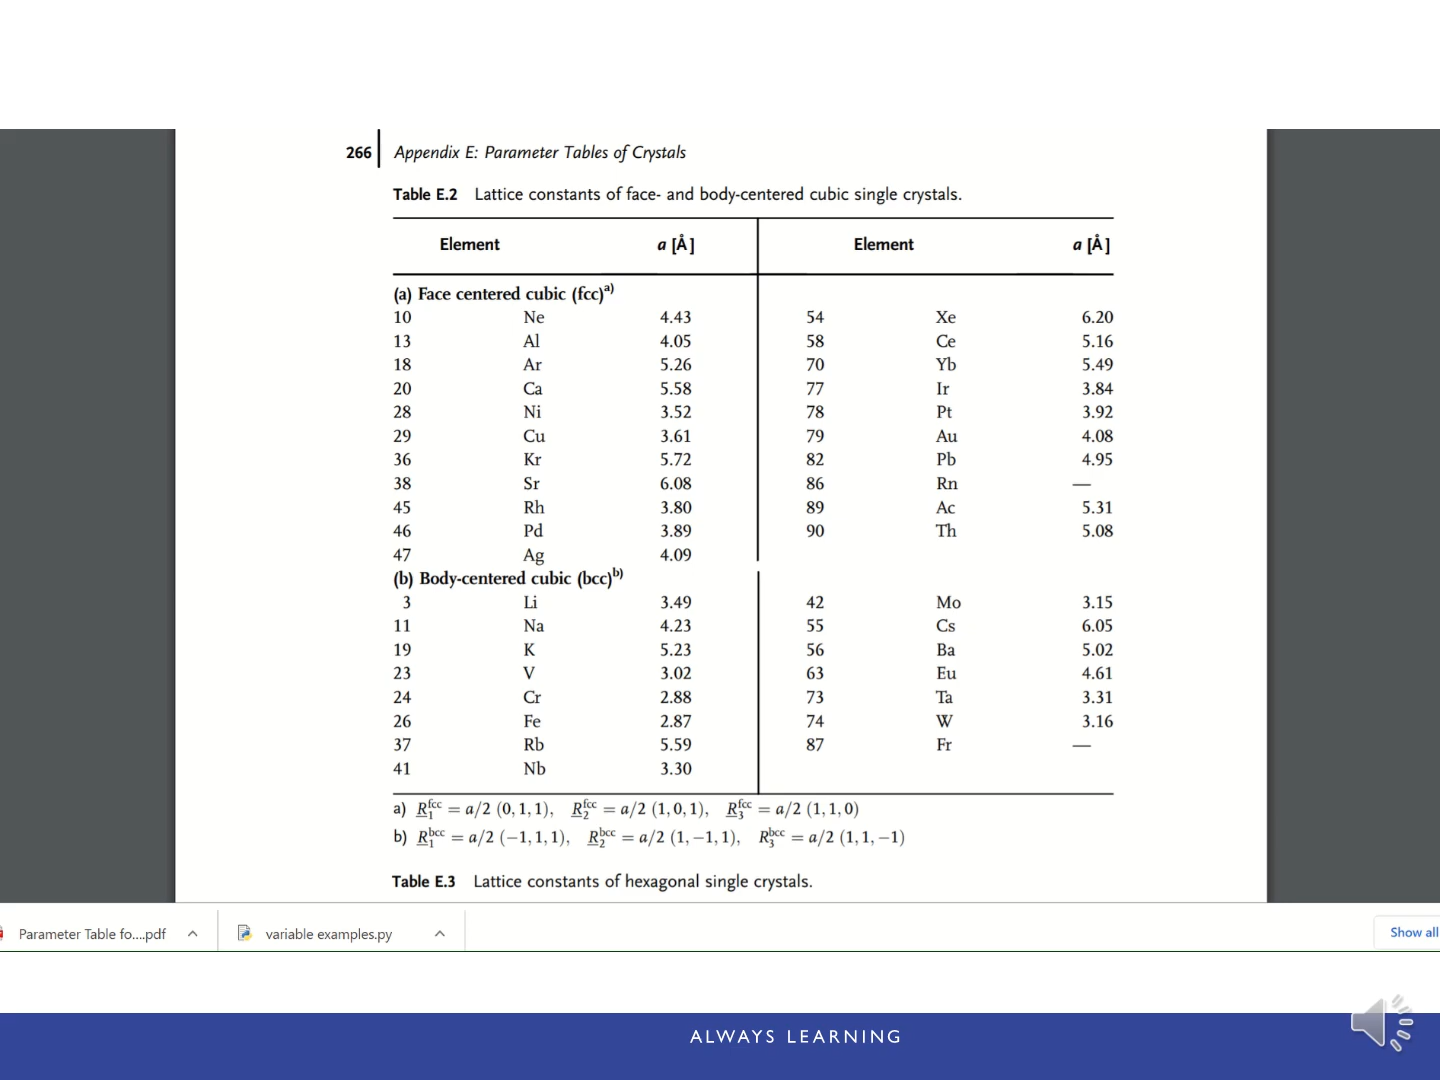 266 Appendix E: Parameter Tables of Crystals
Table E.2 Lattice constants of face- and body-centered cubic single crystals.
Element a [Å] Element a [Å]
(a) Face centered cubic (fcc)a)
10 Ne 4.43 54 Xe 6.20
13 Al 4.05 58 Ce 5.16
18 Ar 5.26 70 Yb 5.49
20 Ca 5.58 77 Ir 3.84
28 Ni 3.52 78 Pt 3.92
29 Cu 3.61 79 Au 4.08
36 Kr 5.72 82 Pb 4.95
38 Sr 6.08 86 Rn —
45 Rh 3.80 89 Ac 5.31
46 Pd 3.89 90 Th 5.08
47 Ag 4.09
(b) Body-centered cubic (bcc)b)
3 Li 3.49 42 Mo 3.15
11 Na 4.23 55 Cs 6.05
19 K 5.23 56 Ba 5.02
23 V 3.02 63 Eu 4.61
24 Cr 2.88 73 Ta 3.31
26 Fe 2.87 74 W 3.16
37 Rb 5.59 87 Fr —
41 Nb 3.30
a) R₁fcc = a/2 (0, 1, 1), R₂fcc = a/2 (1, 0, 1), R₃fcc = a/2 (1, 1, 0)
b) R₁bcc = a/2 (−1, 1, 1), R₂bcc = a/2 (1, −1, 1), R₃bcc = a/2 (1, 1, −1)
Table E.3 Lattice constants of hexagonal single crystals.
Parameter Table fo....pdf variable examples.py Show all
ALWAYS LEARNING